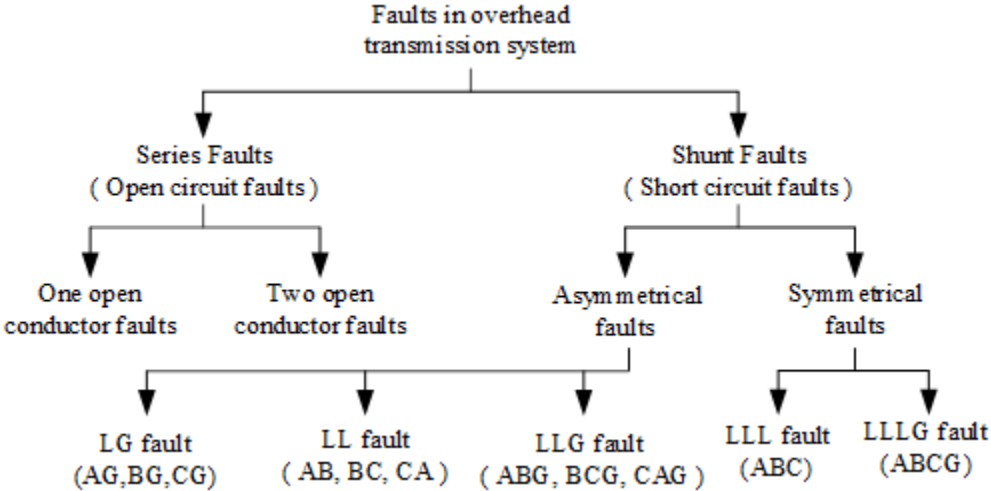 Faults in overhead
transmission system
Series Faults
( Open circuit faults )
Shunt Faults
( Short circuit faults )
One open
conductor faults
Two open
conductor faults
Asymmetrical
faults
Symmetrical
faults
LG fault
(AG,BG,CG)
LL fault
( AB, BC, CA )
LLG fault
( ABG, BCG, CAG )
LLL fault
(ABC)
LLLG fault
(ABCG)